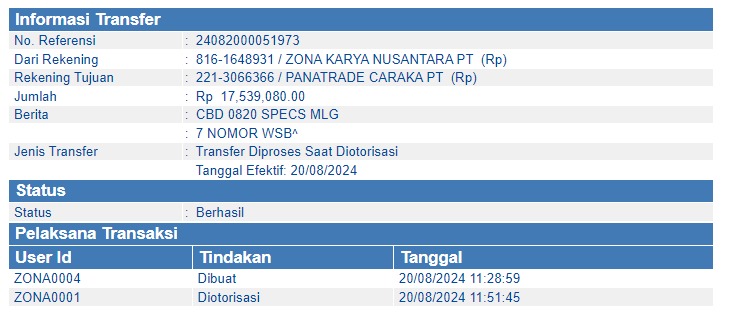 Informasi Transfer
No. Referensi : 24082000051973
Dari Rekening : 816-1648931 / ZONA KARYA NUSANTARA PT (Rp)
Rekening Tujuan : 221-3066366 / PANATRADE CARAKA PT (Rp)
Jumlah : Rp 17,539,080.00
Berita : CBD 0820 SPECS MLG
: 7 NOMOR WSB^
Jenis Transfer : Transfer Diproses Saat Diotorisasi
Tanggal Efektif: 20/08/2024
Status
Status : Berhasil
Pelaksana Transaksi
User Id Tindakan Tanggal
ZONA0004 Dibuat 20/08/2024 11:28:59
ZONA0001 Diotorisasi 20/08/2024 11:51:45